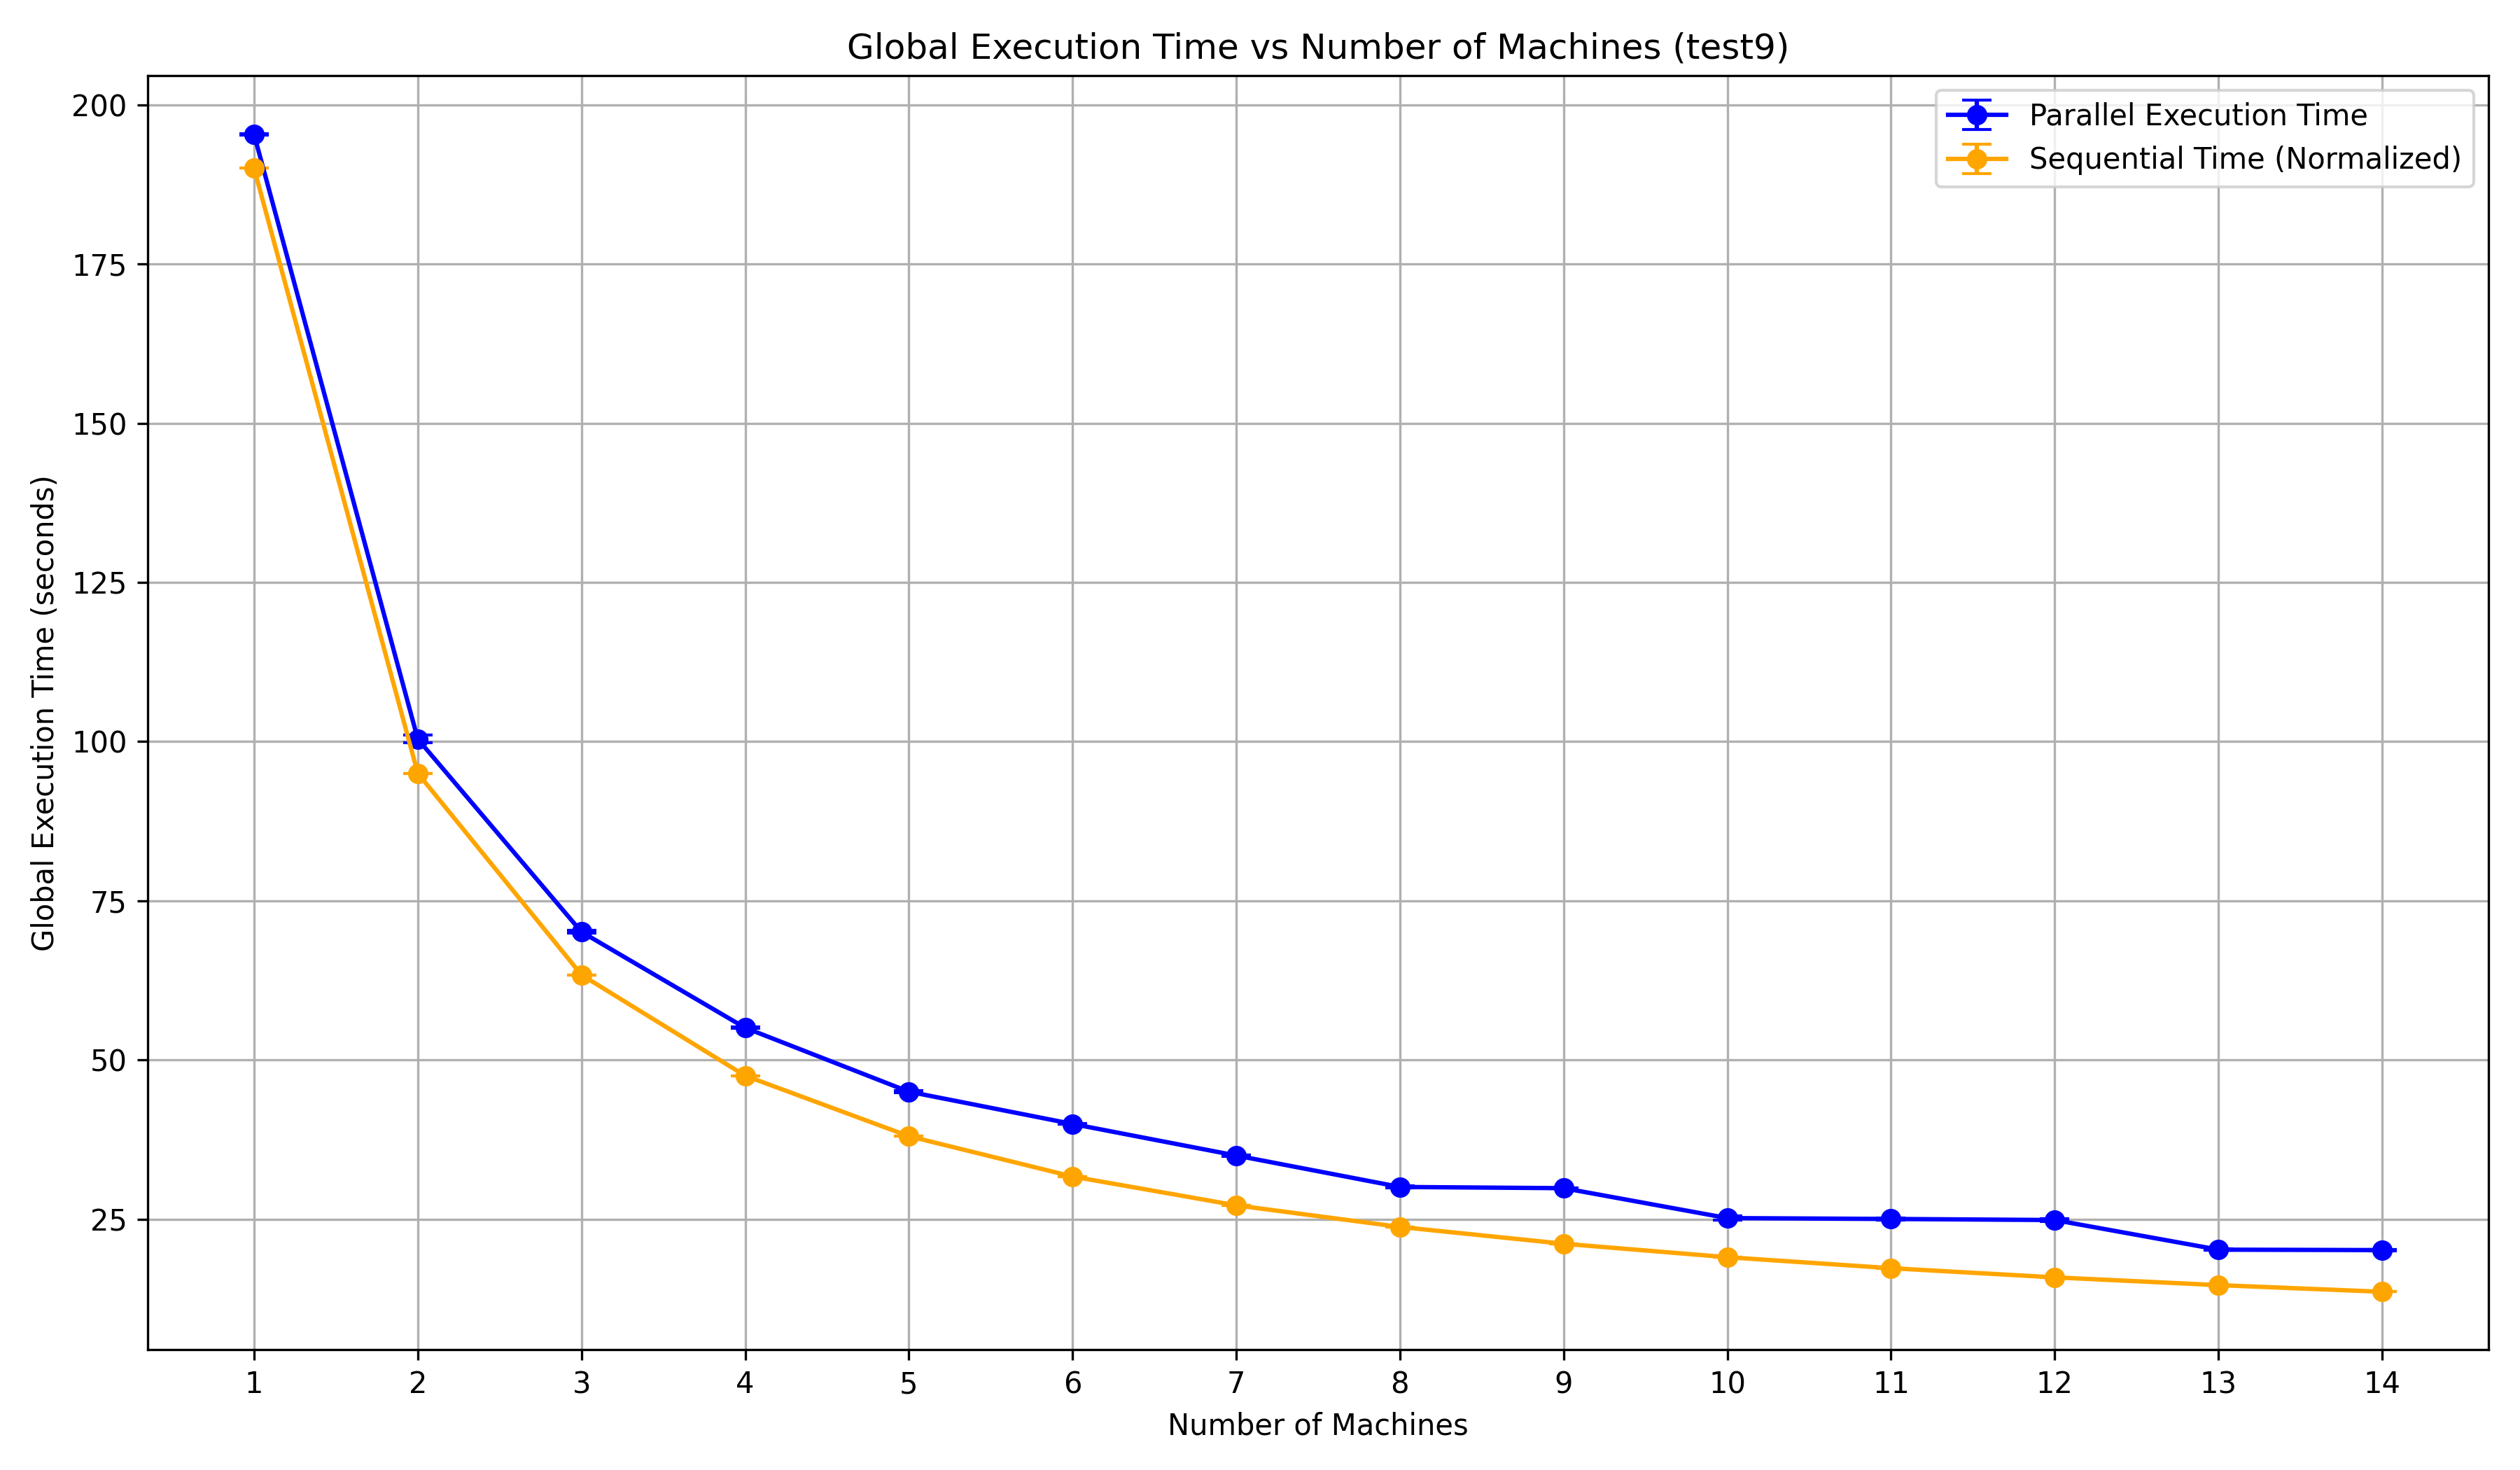 Global Execution Time vs Number of Machines (test9)
Parallel Execution Time
Sequential Time (Normalized)
Global Execution Time (seconds)
200
175
150
125
100
75
50
25
1 2 3 4 5 6 7 8 9 10 11 12 13 14
Number of Machines